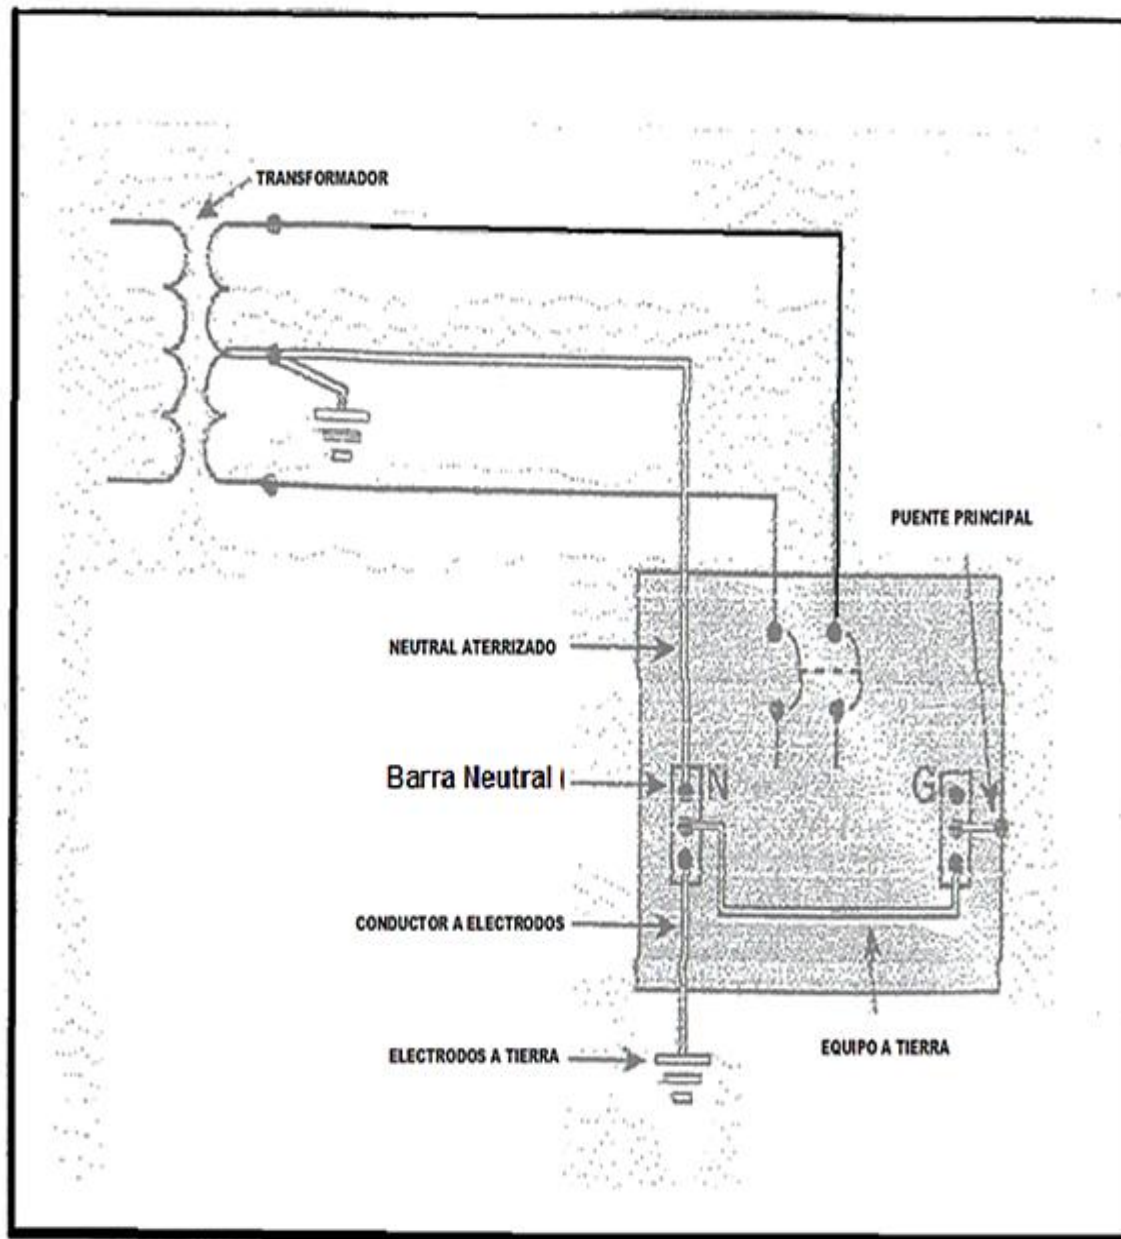 TRANSFORMADOR
PUENTE PRINCIPAL
NEUTRAL ATERRIZADO
Barra Neutral
N
G
CONDUCTOR A ELECTRODOS
EQUIPO A TIERRA
ELECTRODOS A TIERRA